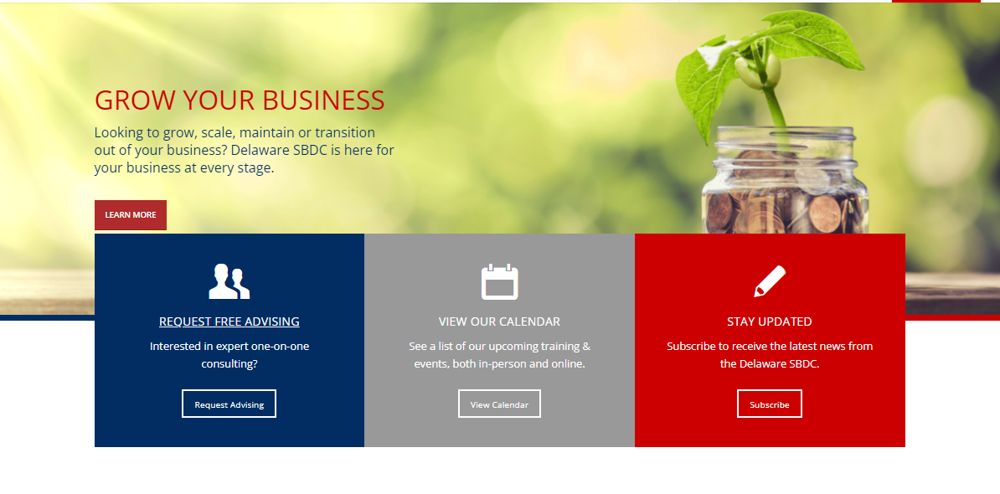 GROW YOUR BUSINESS
Looking to grow, scale, maintain or transition
out of your business? Delaware SBDC is here for
your business at every stage.
LEARN MORE
REQUEST FREE ADVISING
Interested in expert one-on-one
consulting?
Request Advising
VIEW OUR CALENDAR
See a list of our upcoming training &
events, both in-person and online.
View Calendar
STAY UPDATED
Subscribe to receive the latest news from
the Delaware SBDC.
Subscribe